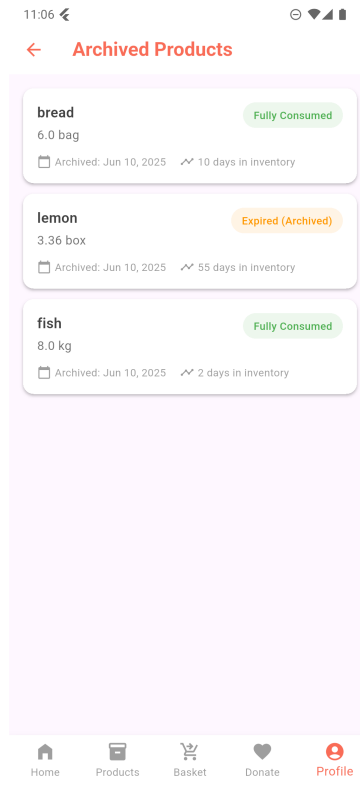 11:06
Archived Products
bread
Fully Consumed
6.0 bag
Archived: Jun 10, 2025 10 days in inventory
lemon
Expired (Archived)
3.36 box
Archived: Jun 10, 2025 55 days in inventory
fish
Fully Consumed
8.0 kg
Archived: Jun 10, 2025 2 days in inventory
Home Products Basket Donate Profile